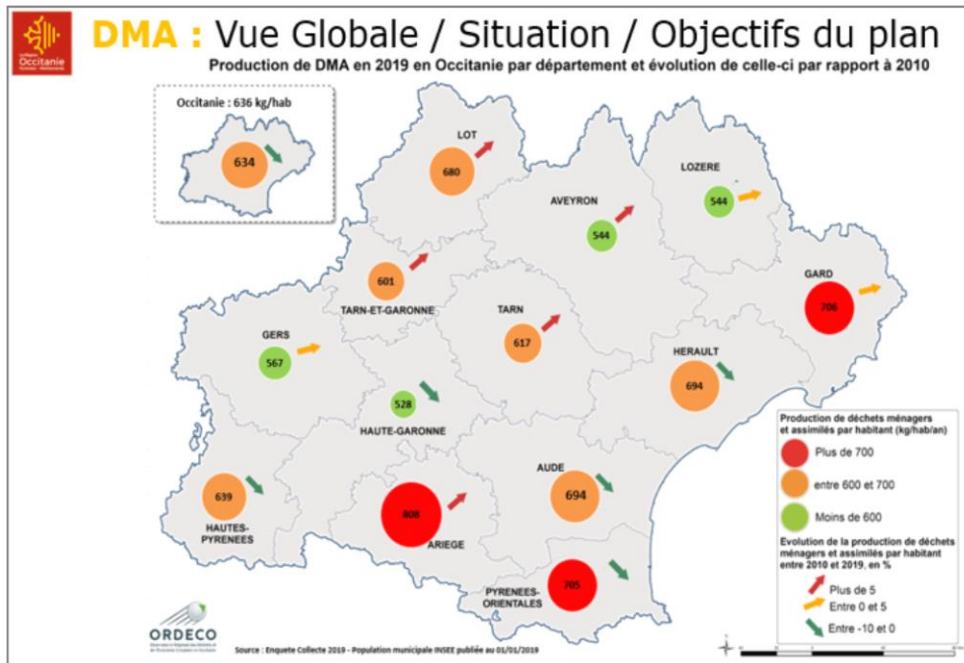 DMA : Vue Globale / Situation / Objectifs du plan
Production de DMA en 2019 en Occitanie par département et évolution de celle-ci par rapport à 2010
Occitanie
Occitanie : 636 kg/hab
634
LOT
680
LOZERE
544
AVEYRON
544
GARD
706
601
TARN-ET-GARONNE
TARN
617
GERS
567
HERAULT
694
528
HAUTE-GARONNE
639
HAUTES-
PYRENEES
808
ARIEGE
AUDE
694
705
PYRENEES-
ORIENTALES
Production de déchets ménagers
et assimilés par habitant (kg/hab/an)
Plus de 700
entre 600 et 700
Moins de 600
Evolution de la production de déchets
ménagers et assimilés par habitant
entre 2010 et 2019, en %
Plus de 5
Entre 0 et 5
Entre -10 et 0
ORDECO
Source : Enquete Collecte 2019 - Population municipale INSEE publiée au 01/01/2019